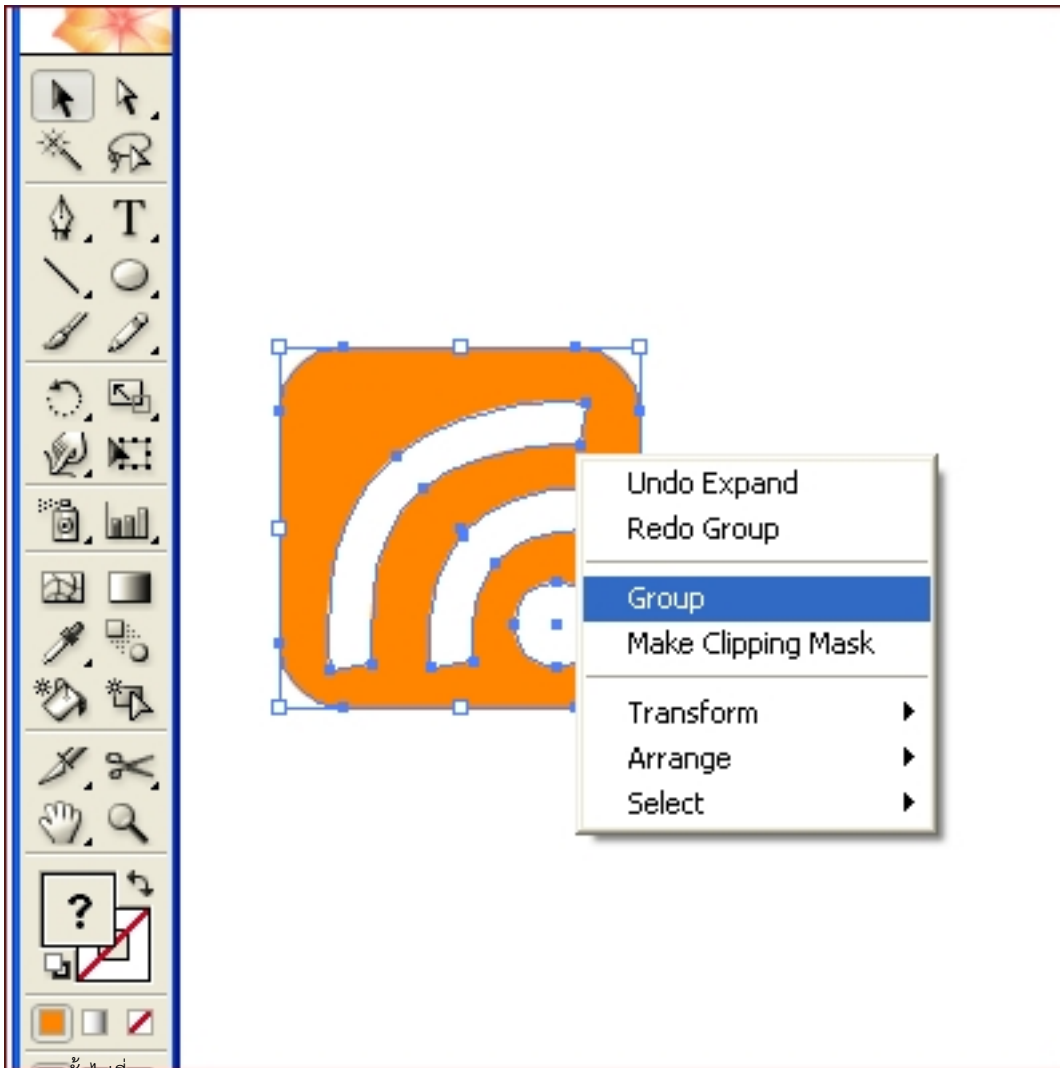 T
Undo Expand
Redo Group
Group
Make Clipping Mask
Transform
Arrange
Select
?